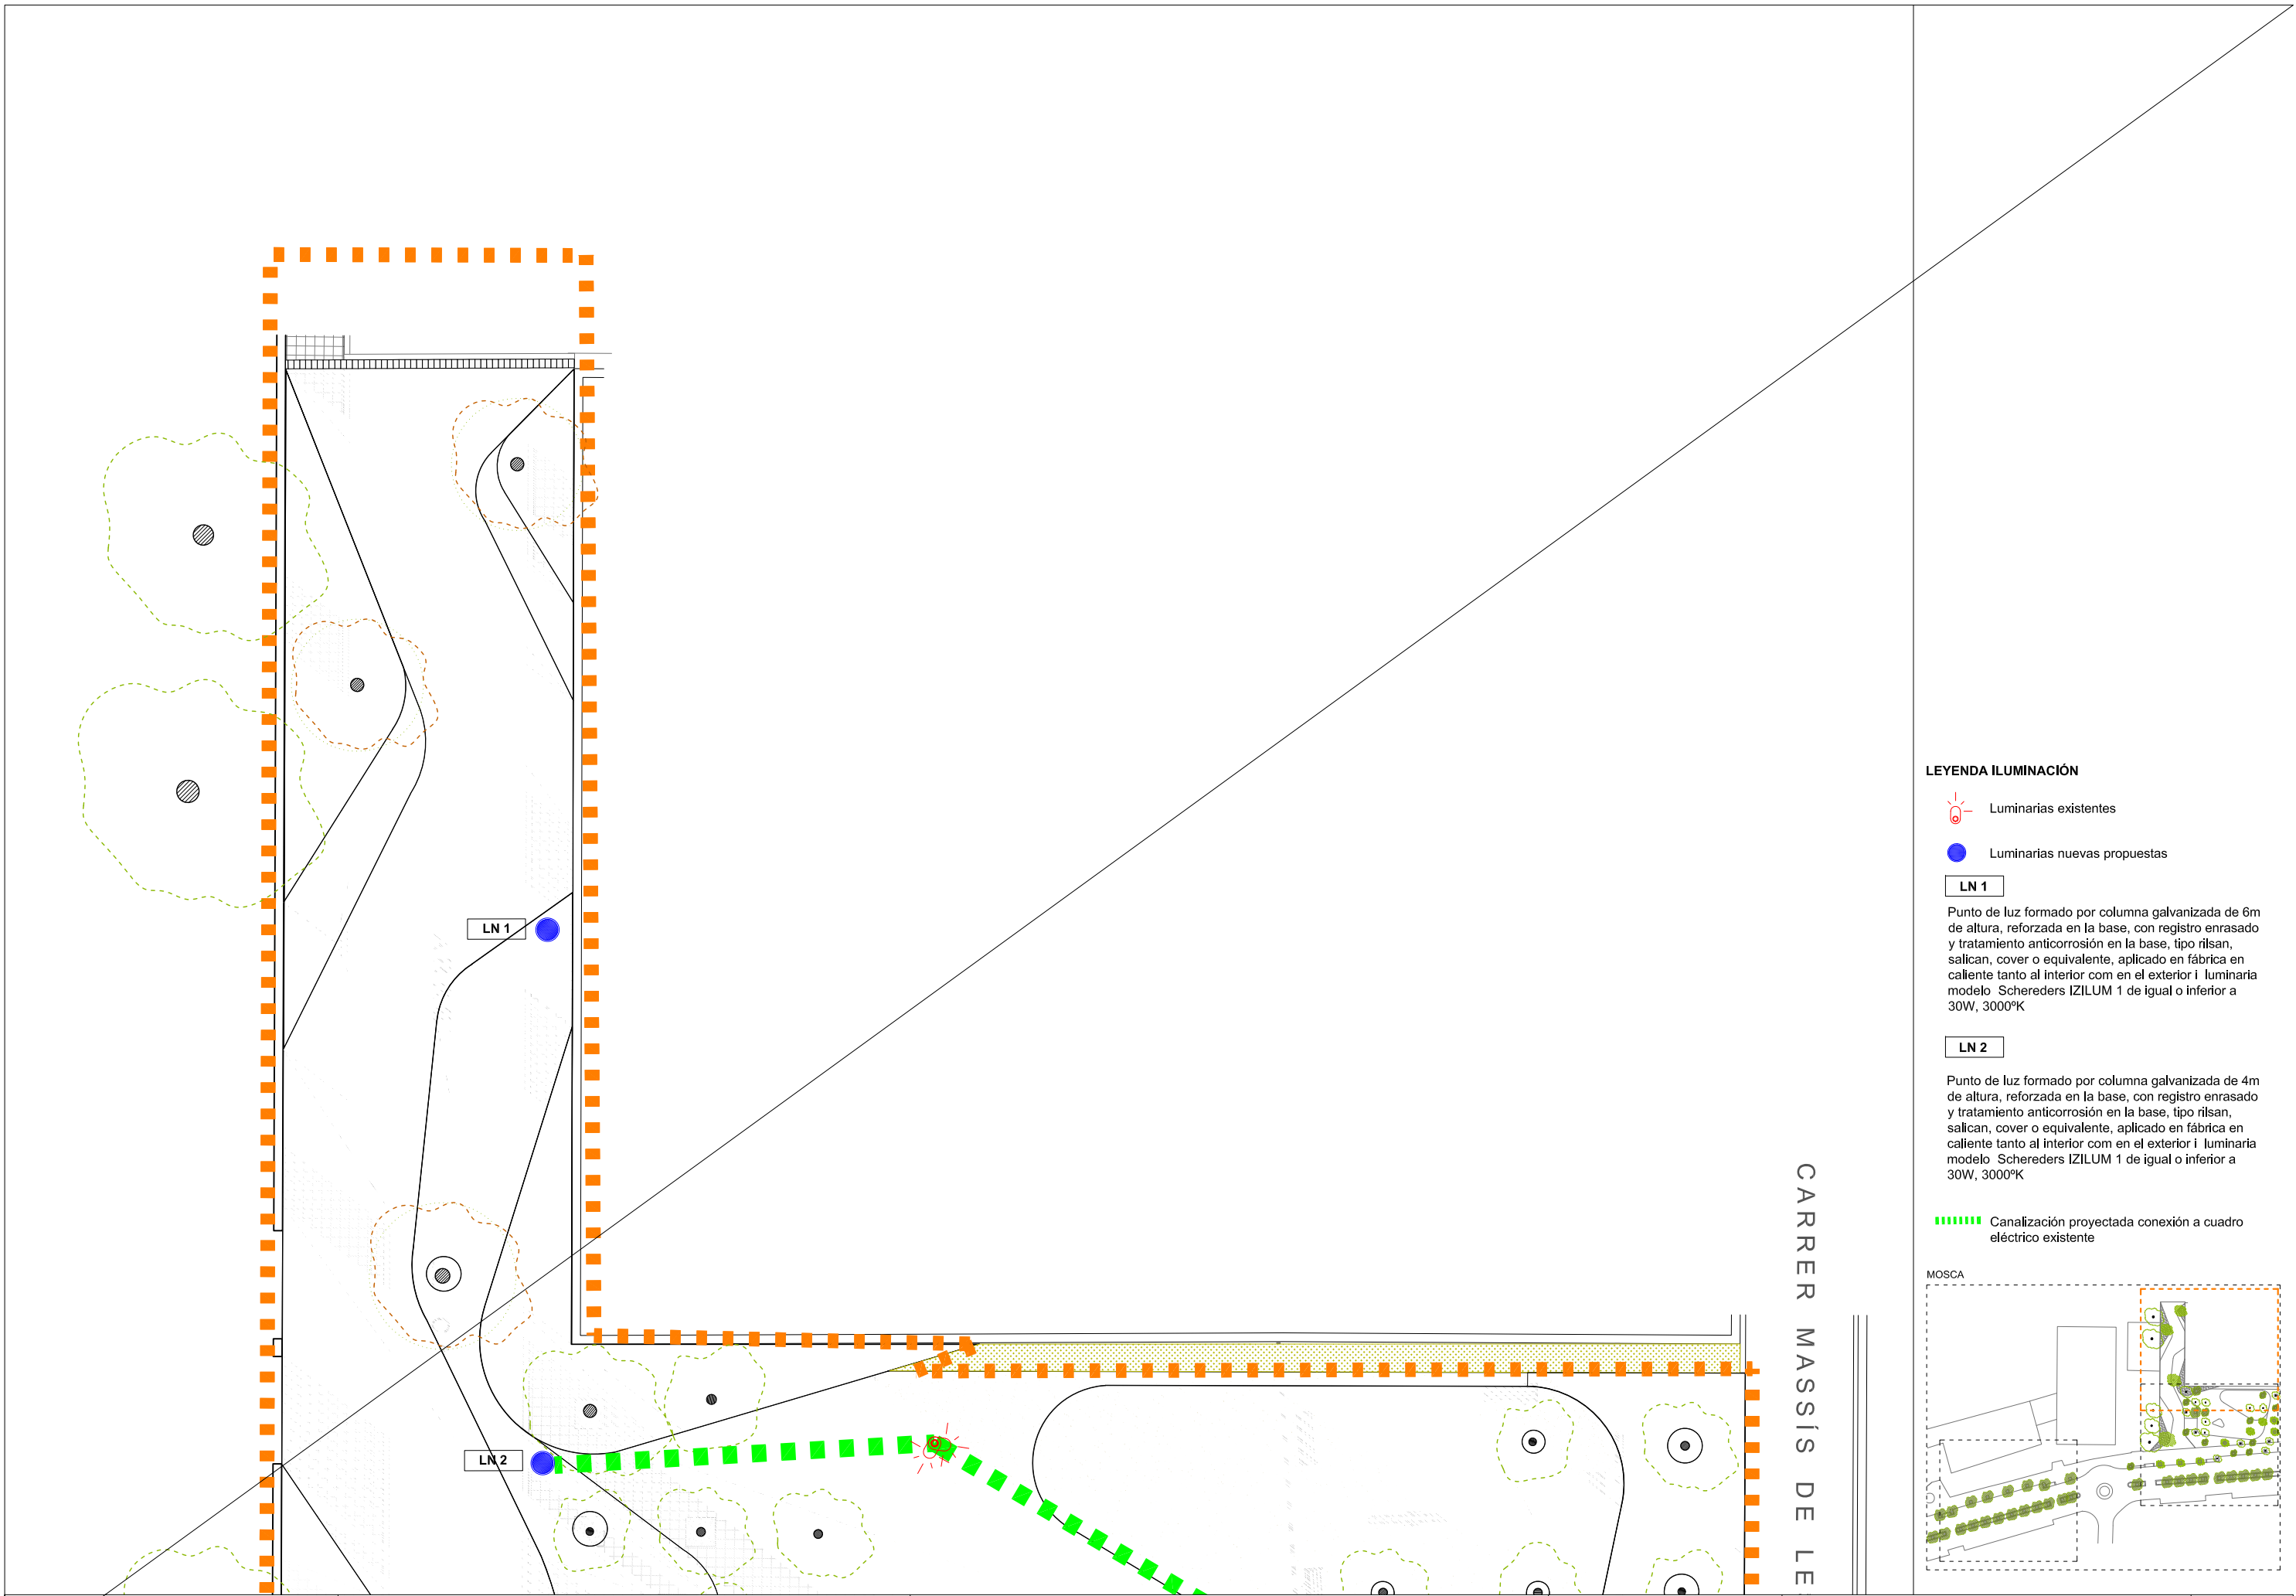 LN 1
LN 2
CARRER MASSÍS DE LE
LEYENDA ILUMINACIÓN
Luminarias existentes
Luminarias nuevas propuestas
LN 1
Punto de luz formado por columna galvanizada de 6m
de altura, reforzada en la base, con registro enrasado
y tratamiento anticorrosión en la base, tipo rilsan,
salican, cover o equivalente, aplicado en fábrica en
caliente tanto al interior com en el exterior i luminaria
modelo Schereders IZILUM 1 de igual o inferior a
30W, 3000ºK
LN 2
Punto de luz formado por columna galvanizada de 4m
de altura, reforzada en la base, con registro enrasado
y tratamiento anticorrosión en la base, tipo rilsan,
salican, cover o equivalente, aplicado en fábrica en
caliente tanto al interior com en el exterior i luminaria
modelo Schereders IZILUM 1 de igual o inferior a
30W, 3000ºK
Canalización proyectada conexión a cuadro
eléctrico existente
MOSCA